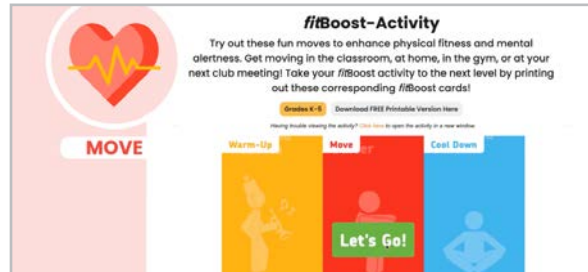 fitBoost-Activity
Try out these fun moves to enhance physical fitness and mental
alertness. Get moving in the classroom, at home, in the gym, or at your
next club meeting! Take your fitBoost activity to the next level by printing
out these corresponding fitBoost cards!
Grades K-5
Download FREE Printable Version Here
Having trouble viewing the activity? Click here to open the activity in a new window.
MOVE
Warm-Up
Move
Cool Down
Let's Go!